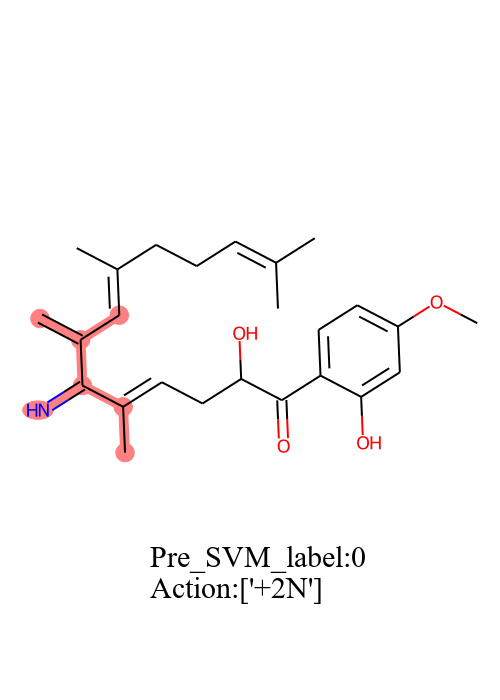 OH
O
HN
O
OH
Pre_SVM_label:0
Action:['+2N']